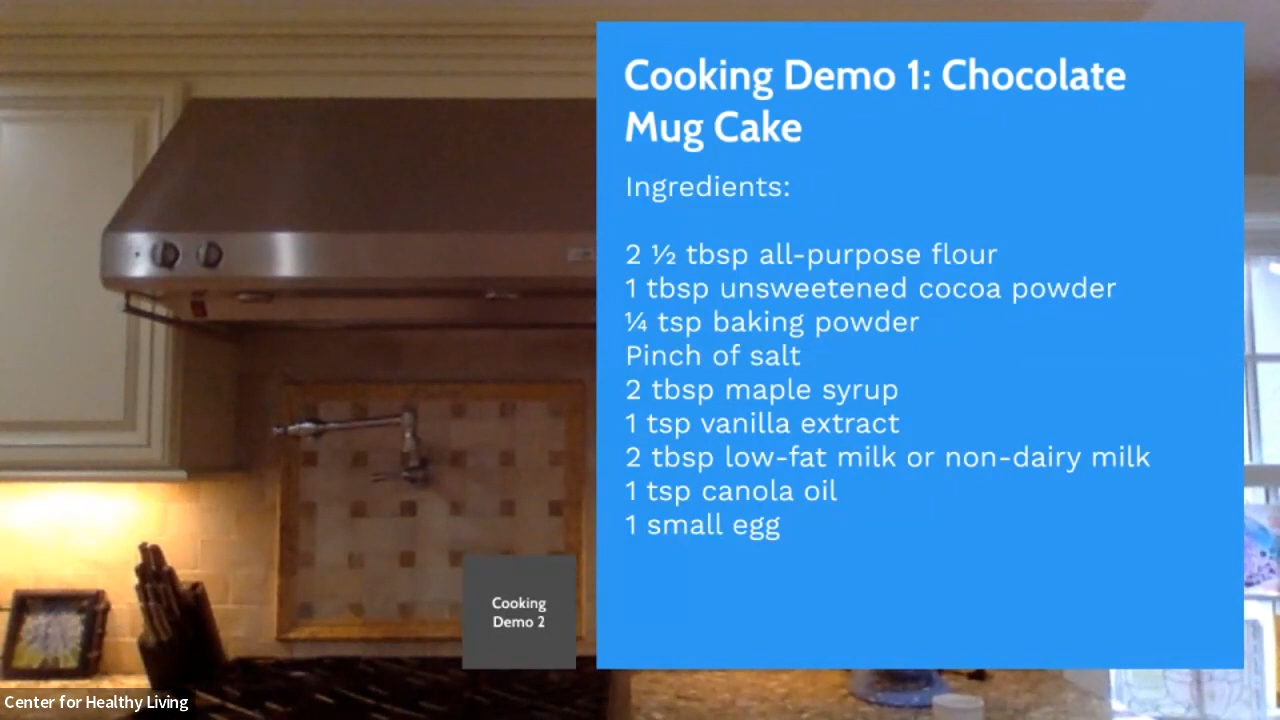 Cooking Demo 1: Chocolate
Mug Cake
Ingredients:
2 ½ tbsp all-purpose flour
1 tbsp unsweetened cocoa powder
¼ tsp baking powder
Pinch of salt
2 tbsp maple syrup
1 tsp vanilla extract
2 tbsp low-fat milk or non-dairy milk
1 tsp canola oil
1 small egg
Cooking
Demo 2
Center for Healthy Living